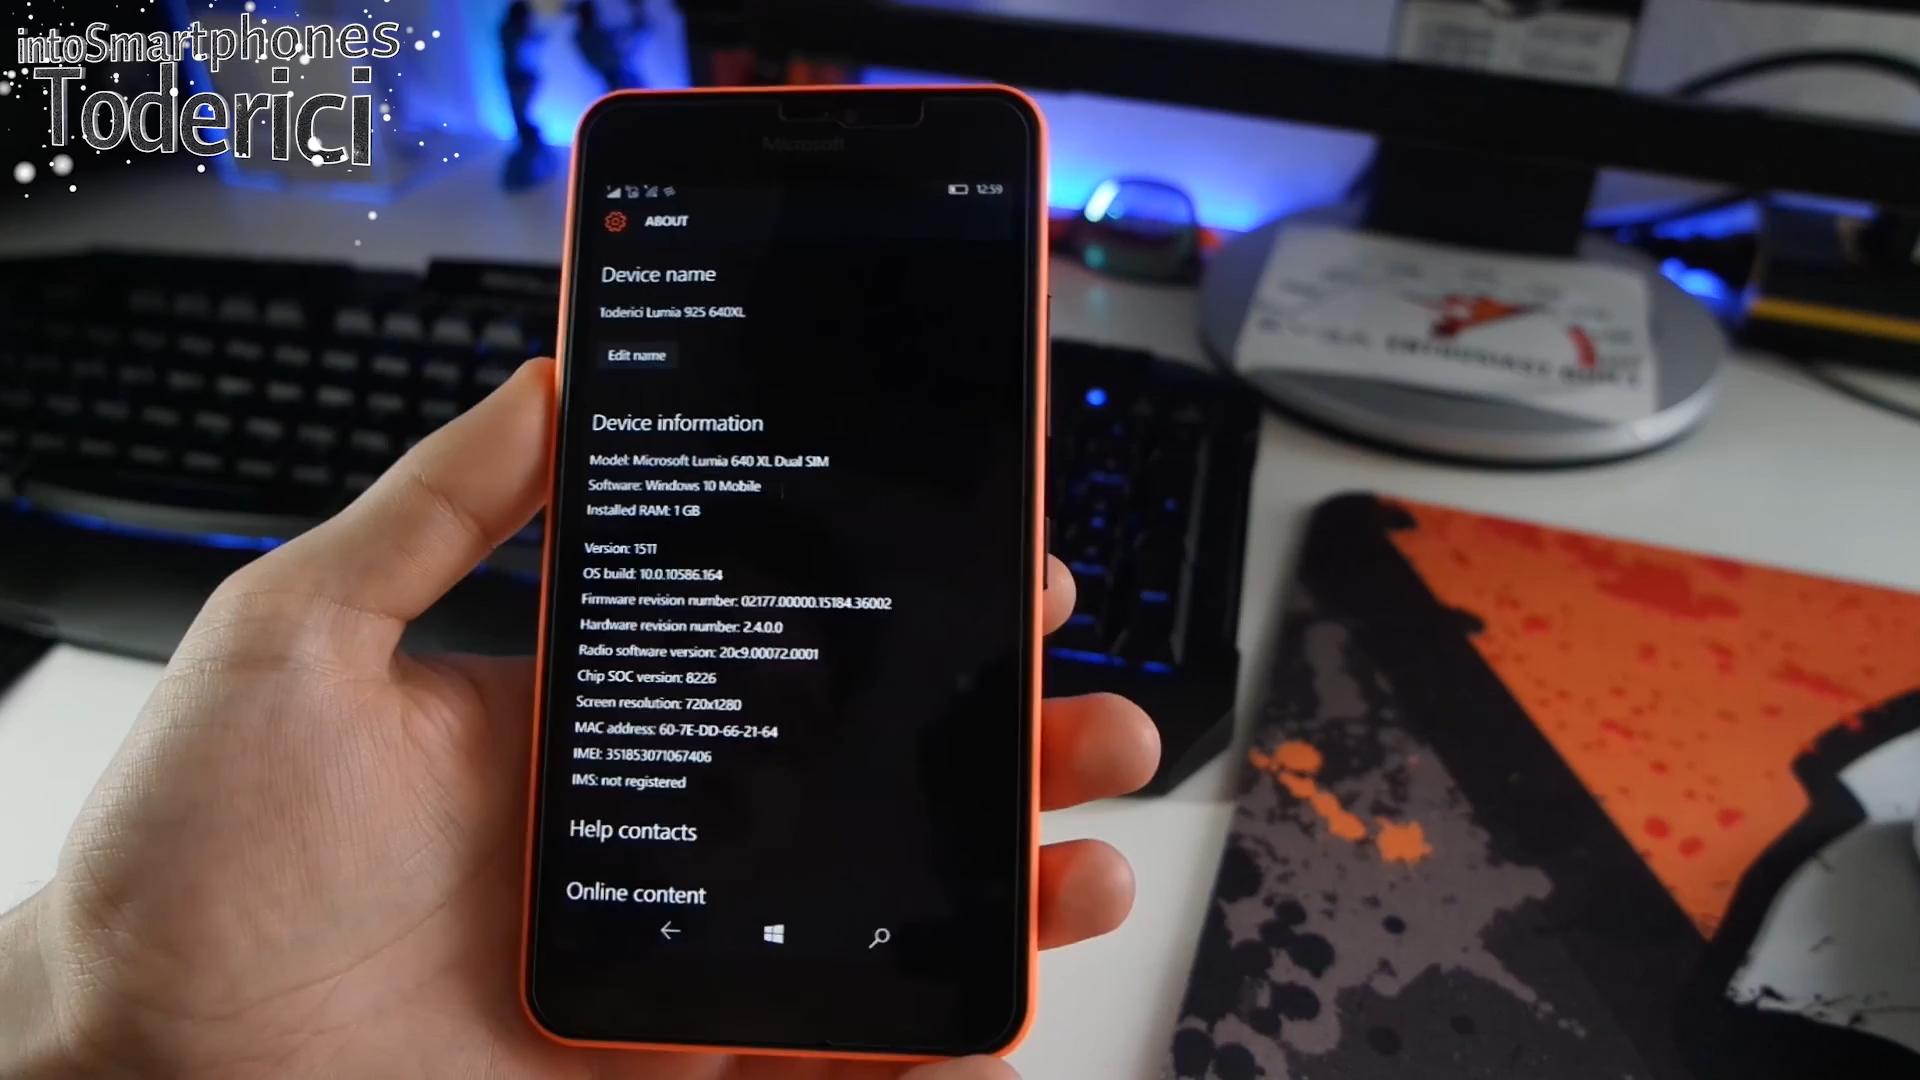 intoSmartphones
Toderici
Microsoft
12:59
ABOUT
Device name
Toderici Lumia 925 640XL
Edit name
Device information
Model: Microsoft Lumia 640 XL Dual SIM
Software: Windows 10 Mobile
Installed RAM: 1 GB
Version: 1511
OS build: 10.0.10586.164
Firmware revision number: 02177.00000.15184.36002
Hardware revision number: 2.4.0.0
Radio software version: 20c9.00072.0001
Chip SOC version: 8226
Screen resolution: 720x1280
MAC address: 60-7E-DD-66-21-64
IMEI: 351853071067406
IMS: not registered
Help contacts
Online content
EVGA ENTHUSIAST BUILT